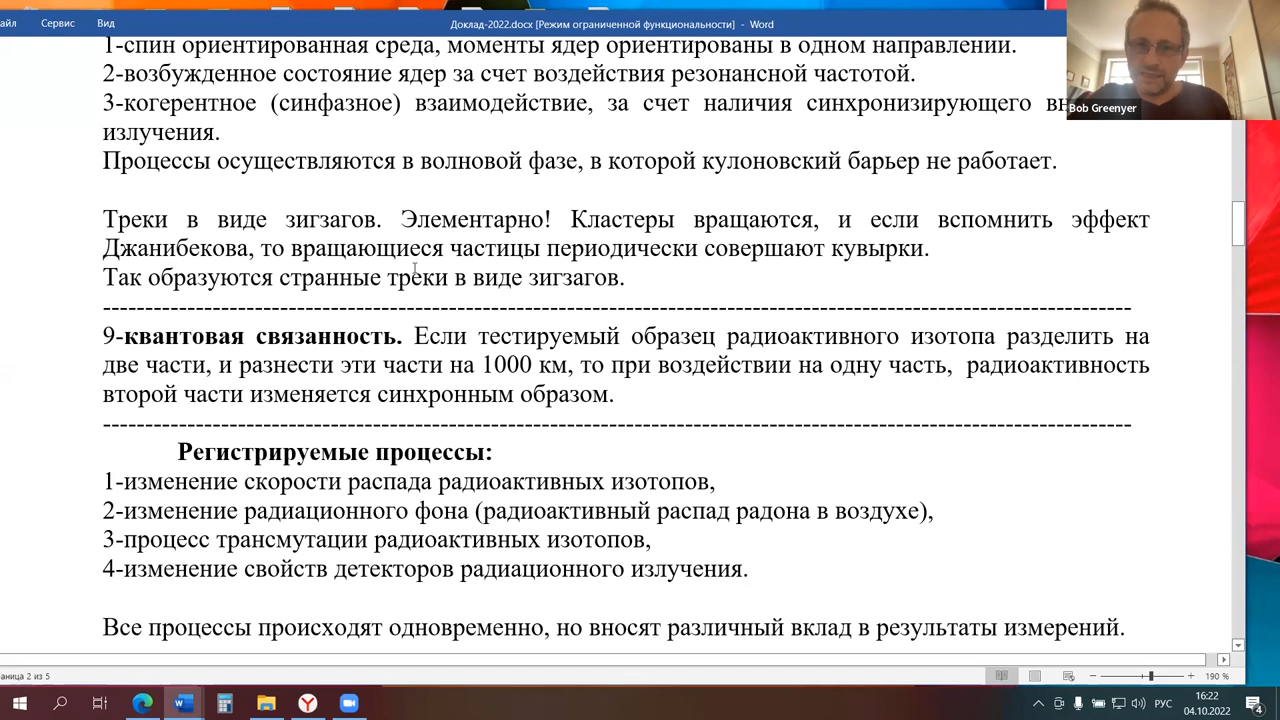 айл Сервис Вид
Доклад-2022.docx [Режим ограниченной функциональности] - Word
1-спин ориентированная среда, моменты ядер ориентированы в одном направлении.
2-возбужденное состояние ядер за счет воздействия резонансной частотой.
3-когерентное (синфазное) взаимодействие, за счет наличия синхронизирующего
излучения.
Bob Greenyer
Процессы осуществляются в волновой фазе, в которой кулоновский барьер не работает.
Треки в виде зигзагов. Элементарно! Кластеры вращаются, и если вспомнить эффект
Джанибекова, то вращающиеся частицы периодически совершают кувырки.
Так образуются странные треки в виде зигзагов.
--------------------------------------------------------------------------------------------
9-квантовая связанность. Если тестируемый образец радиоактивного изотопа разделить на
две части, и разнести эти части на 1000 км, то при воздействии на одну часть, радиоактивность
второй части изменяется синхронным образом.
--------------------------------------------------------------------------------------------
Регистрируемые процессы:
1-изменение скорости распада радиоактивных изотопов,
2-изменение радиационного фона (радиоактивный распад радона в воздухе),
3-процесс трансмутации радиоактивных изотопов,
4-изменение свойств детекторов радиационного излучения.
Все процессы происходят одновременно, но вносят различный вклад в результаты измерений.
аница 2 из 5
190 %
РУС
16:22
04.10.2022
4